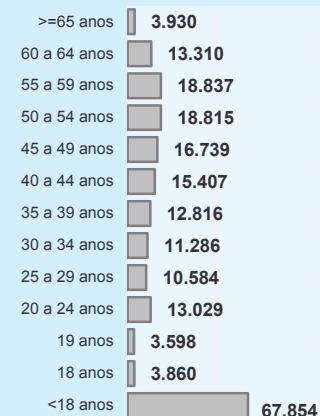 >=65 anos 3.930
60 a 64 anos 13.310
55 a 59 anos 18.837
50 a 54 anos 18.815
45 a 49 anos 16.739
40 a 44 anos 15.407
35 a 39 anos 12.816
30 a 34 anos 11.286
25 a 29 anos 10.584
20 a 24 anos 13.029
19 anos 3.598
18 anos 3.860
<18 anos 67.854